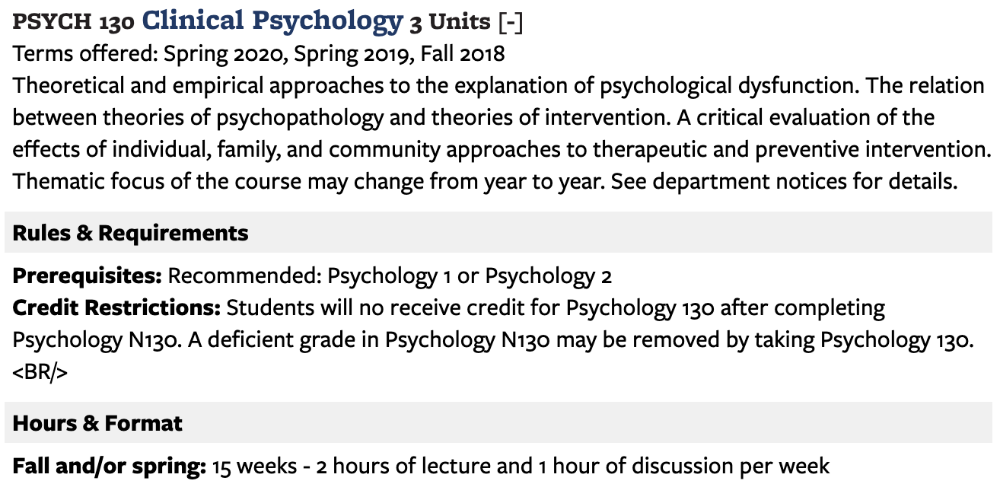 PSYCH 130 Clinical Psychology 3 Units [-]
Terms offered: Spring 2020, Spring 2019, Fall 2018
Theoretical and empirical approaches to the explanation of psychological dysfunction. The relation
between theories of psychopathology and theories of intervention. A critical evaluation of the
effects of individual, family, and community approaches to therapeutic and preventive intervention.
Thematic focus of the course may change from year to year. See department notices for details.
Rules & Requirements
Prerequisites: Recommended: Psychology 1 or Psychology 2
Credit Restrictions: Students will no receive credit for Psychology 130 after completing
Psychology N130. A deficient grade in Psychology N130 may be removed by taking Psychology 130.
<BR/>
Hours & Format
Fall and/or spring: 15 weeks - 2 hours of lecture and 1 hour of discussion per week